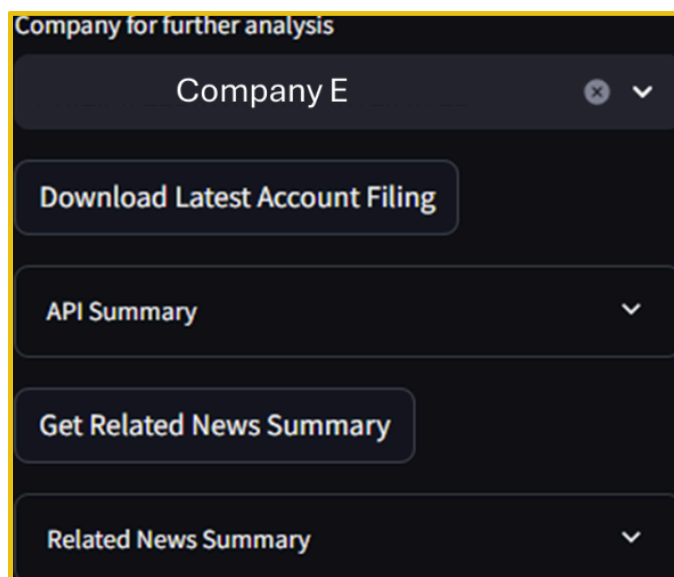 Company for further analysis
Company E
Download Latest Account Filing
API Summary
Get Related News Summary
Related News Summary